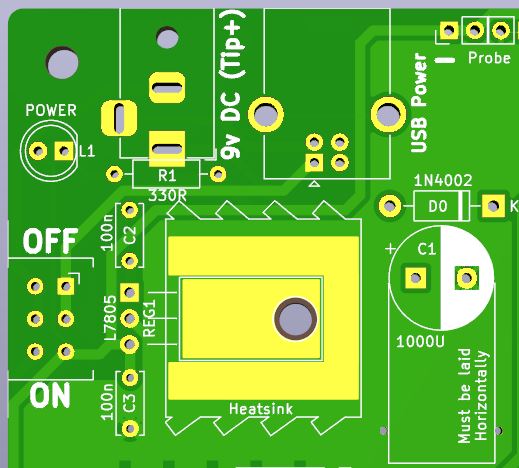 Probe
POWER
L1
9v DC (Tip+)
USB Power
R1
330R
1N4002
D0
K
OFF
100n
C2
+
C1
L7805
REG1
1000U
ON
100n
C3
Heatsink
Must be laid
Horizontally